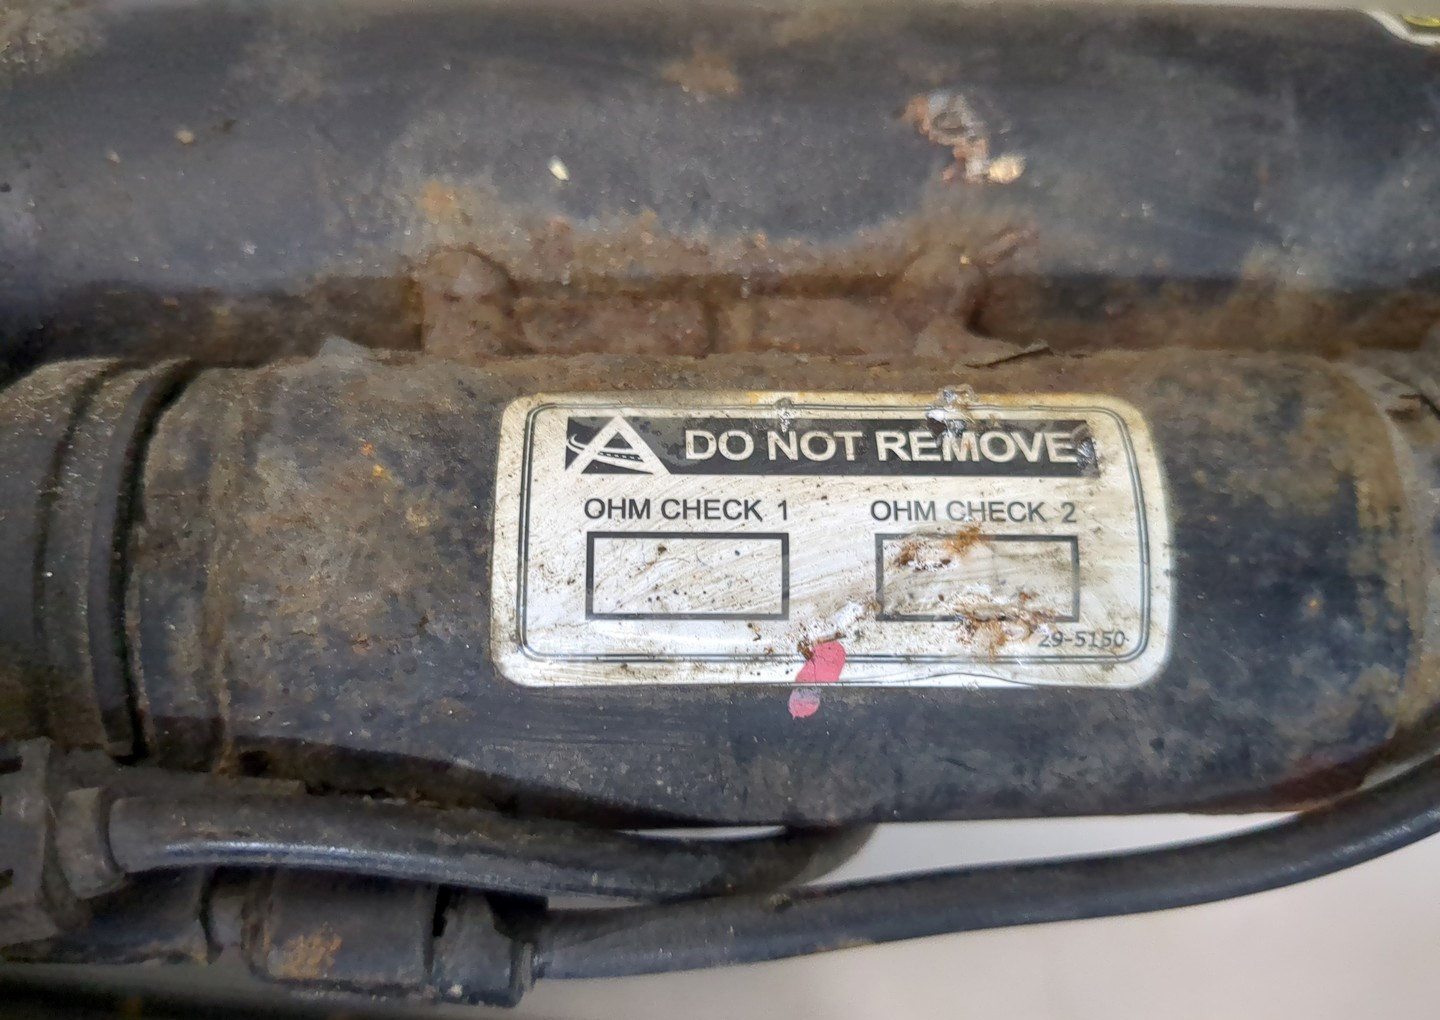 DO NOT REMOVE
OHM CHECK 1 OHM CHECK 2
29-5150